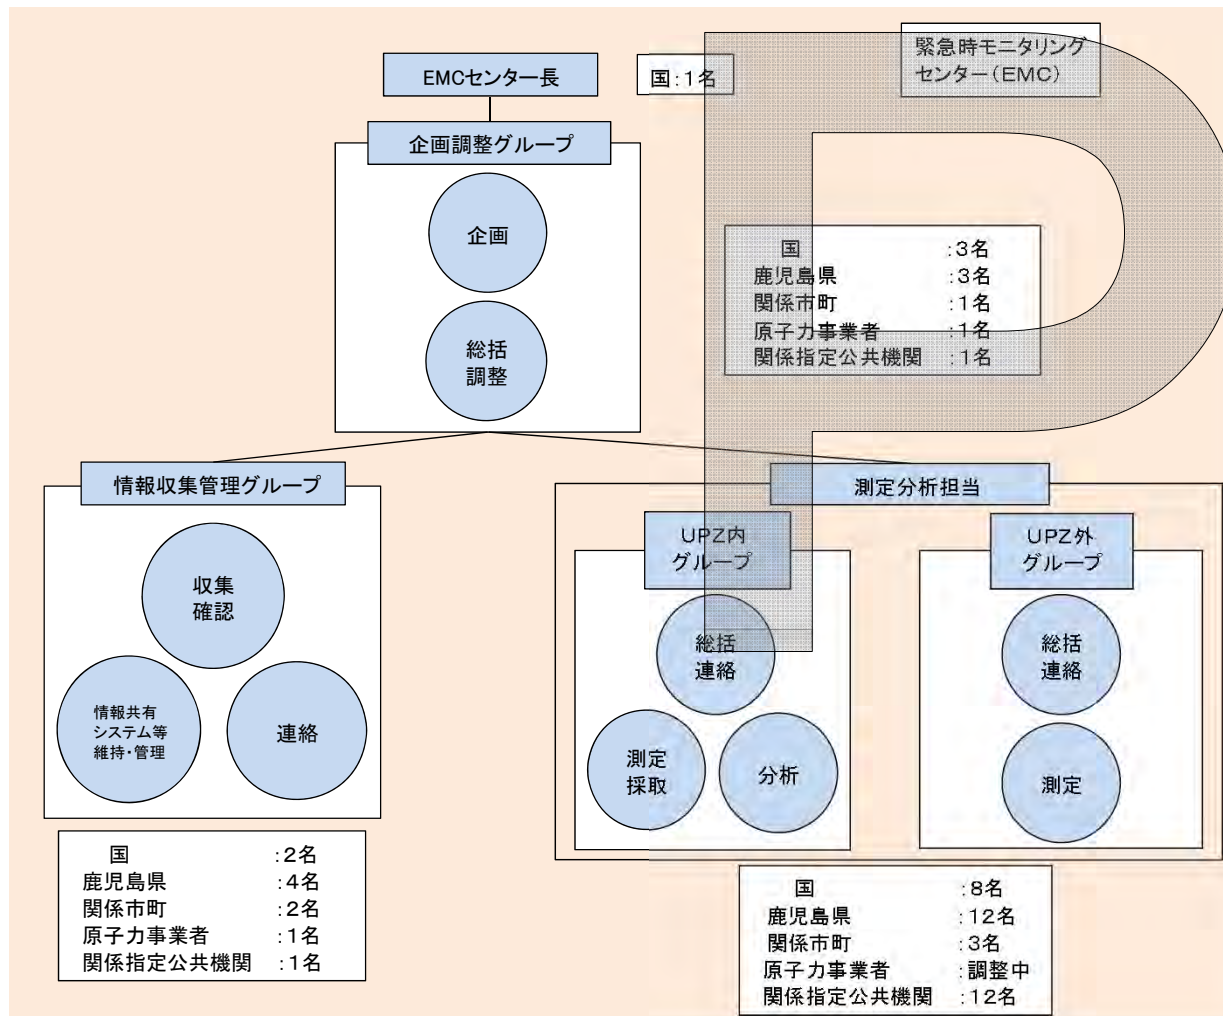 緊急時モニタリング
センター(EMC)
EMCセンター長
国:1名
企画調整グループ
企画
総括
調整
国 :3名
鹿児島県 :3名
関係市町 :1名
原子力事業者 :1名
関係指定公共機関 :1名
情報収集管理グループ
収集
確認
情報共有
システム等
維持・管理
連絡
国 :2名
鹿児島県 :4名
関係市町 :2名
原子力事業者 :1名
関係指定公共機関 :1名
測定分析担当
UPZ内
グループ
総括
連絡
測定
採取
分析
UPZ外
グループ
総括
連絡
測定
国 :8名
鹿児島県 :12名
関係市町 :3名
原子力事業者 :調整中
関係指定公共機関 :12名
P